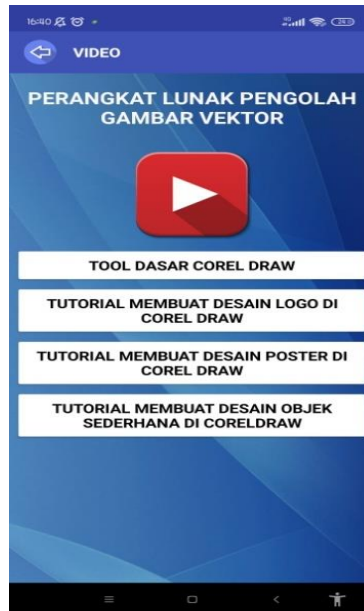 16:40
VIDEO
PERANGKAT LUNAK PENGOLAH
GAMBAR VEKTOR
TOOL DASAR COREL DRAW
TUTORIAL MEMBUAT DESAIN LOGO DI
COREL DRAW
TUTORIAL MEMBUAT DESAIN POSTER DI
COREL DRAW
TUTORIAL MEMBUAT DESAIN OBJEK
SEDERHANA DI CORELDRAW